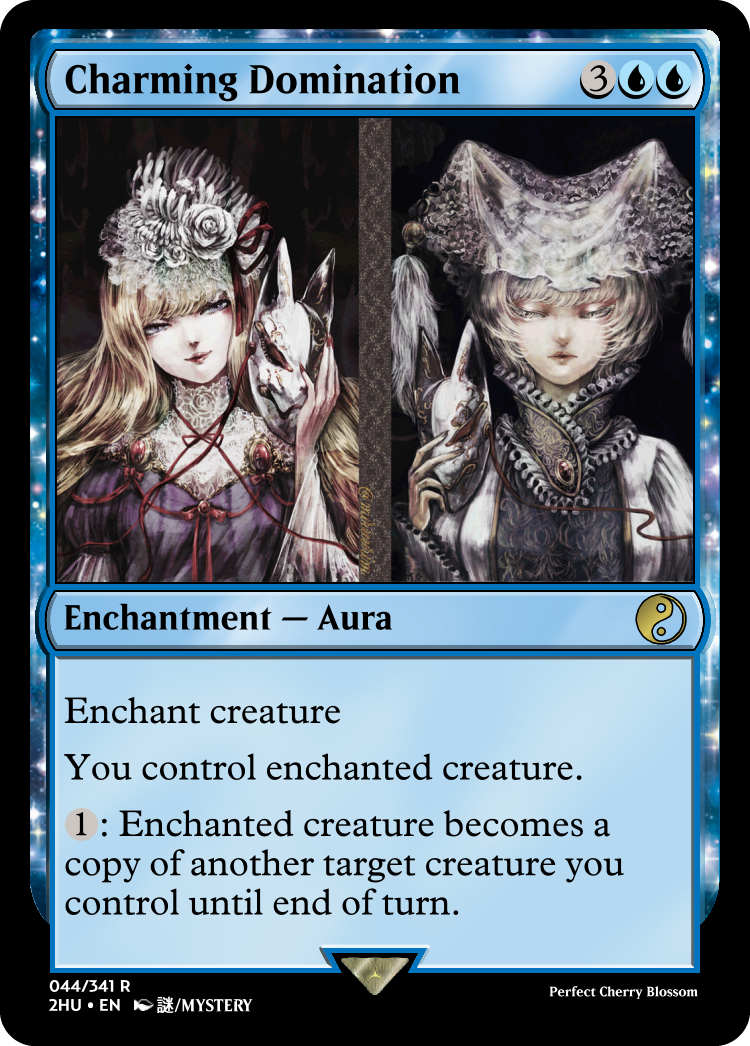 Charming Domination 3
Enchantment — Aura
Enchant creature
You control enchanted creature.
1: Enchanted creature becomes a
copy of another target creature you
control until end of turn.
044/341 R
2HU • EN 謎/MYSTERY
Perfect Cherry Blossom